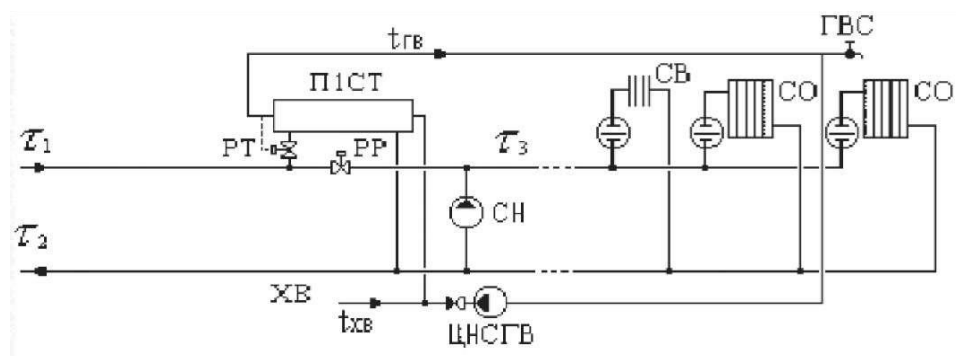 ГВС
tгв
П1СТ
СВ
СО
СО
τ1
РТ
РР
τ3
СН
τ2
ХВ
tхв
ЦНСГВ